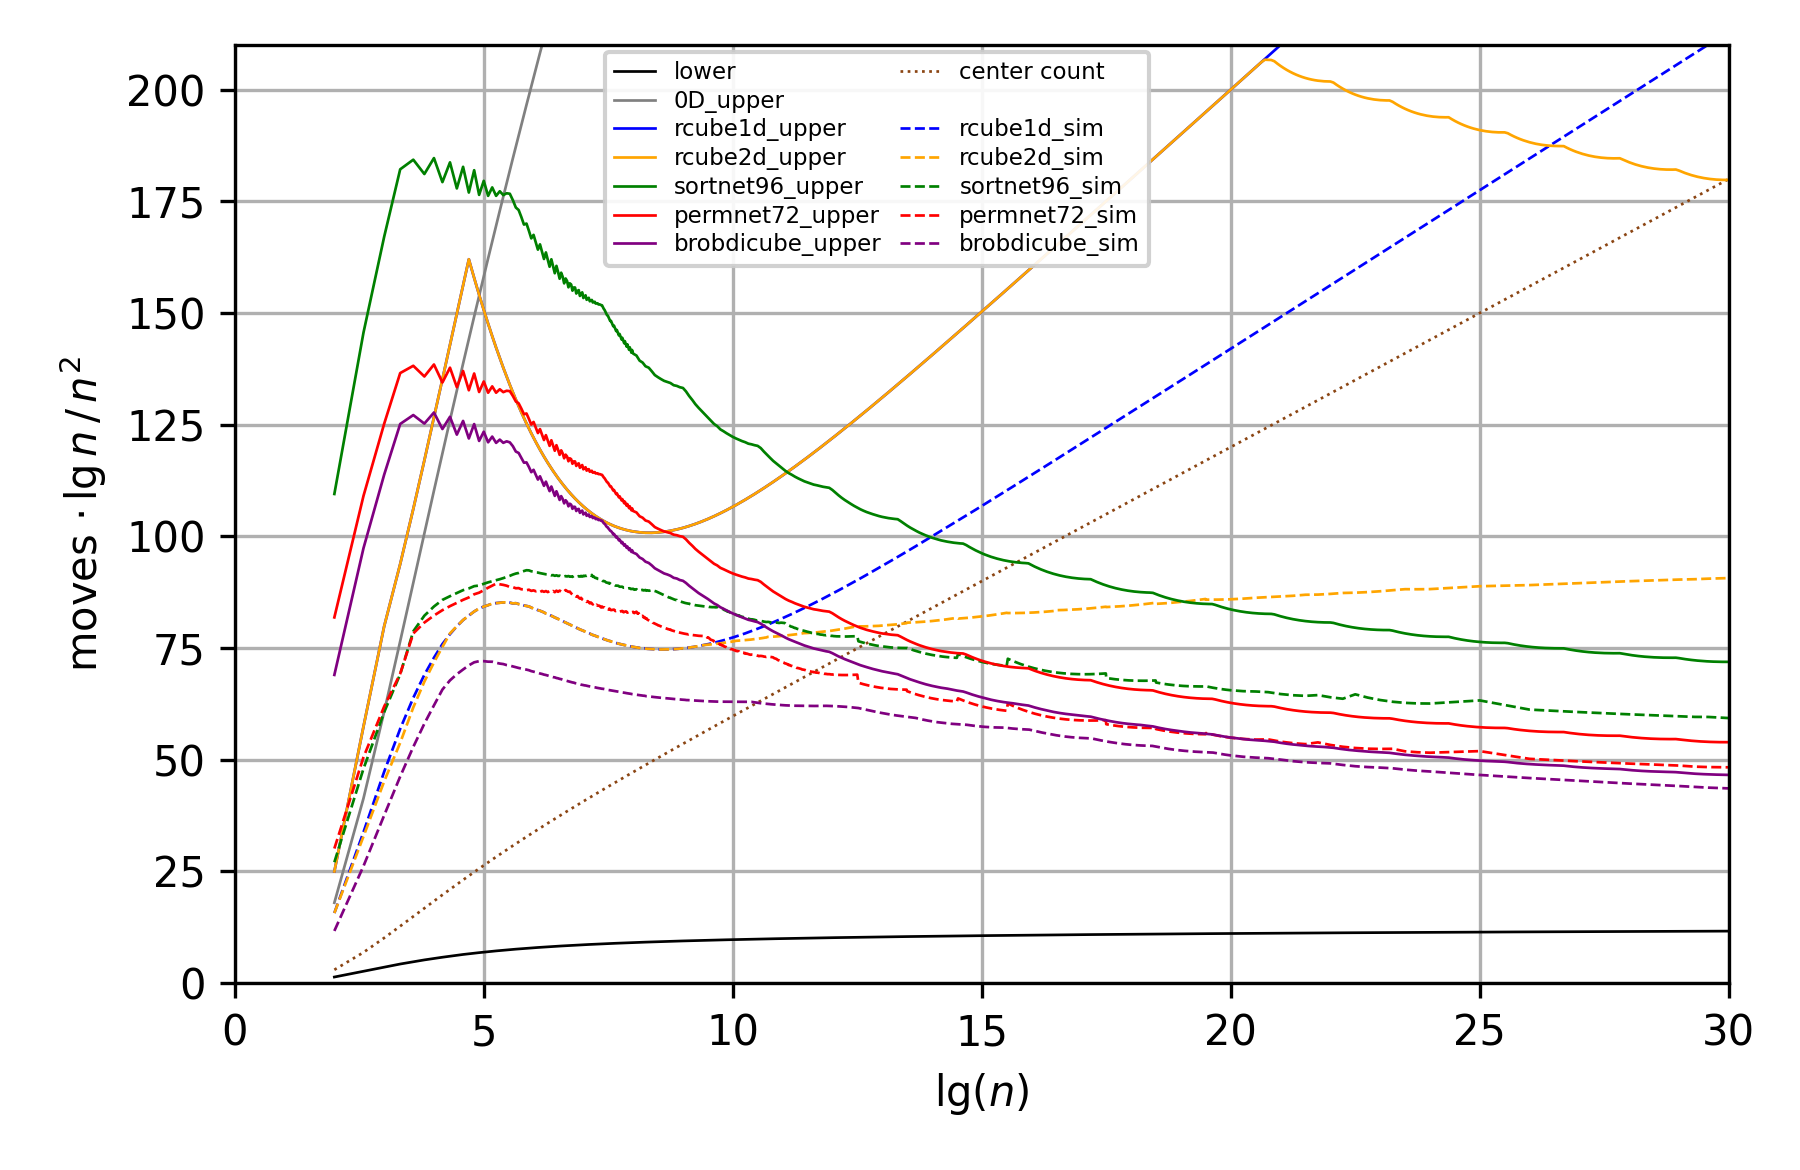 moves · lg n / n²
200
175
150
125
100
75
50
25
0
0 5 10 15 20 25 30
lg(n)
lower
0D_upper
rcube1d_upper
rcube2d_upper
sortnet96_upper
permnet72_upper
brobdicube_upper
center count
rcube1d_sim
rcube2d_sim
sortnet96_sim
permnet72_sim
brobdicube_sim